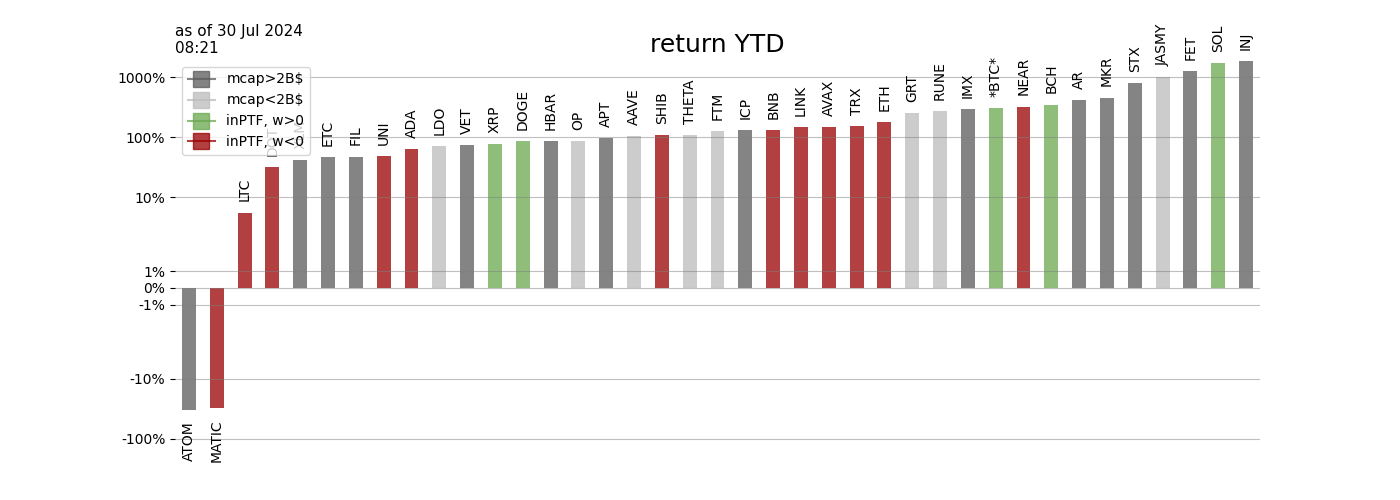 as of 30 Jul 2024
08:21
return YTD
mcap>2B$
mcap<2B$
inPTF, w>0
inPTF, w<0
1000%
100%
10%
1%
0%
-1%
-10%
-100%
ATOM
MATIC
LTC
DOT
ETC
FIL
UNI
ADA
LDO
VET
XRP
DOGE
HBAR
OP
APT
AAVE
SHIB
THETA
FTM
ICP
BNB
LINK
AVAX
TRX
ETH
GRT
RUNE
IMX
*BTC*
NEAR
BCH
AR
MKR
STX
JASMY
FET
SOL
INJ